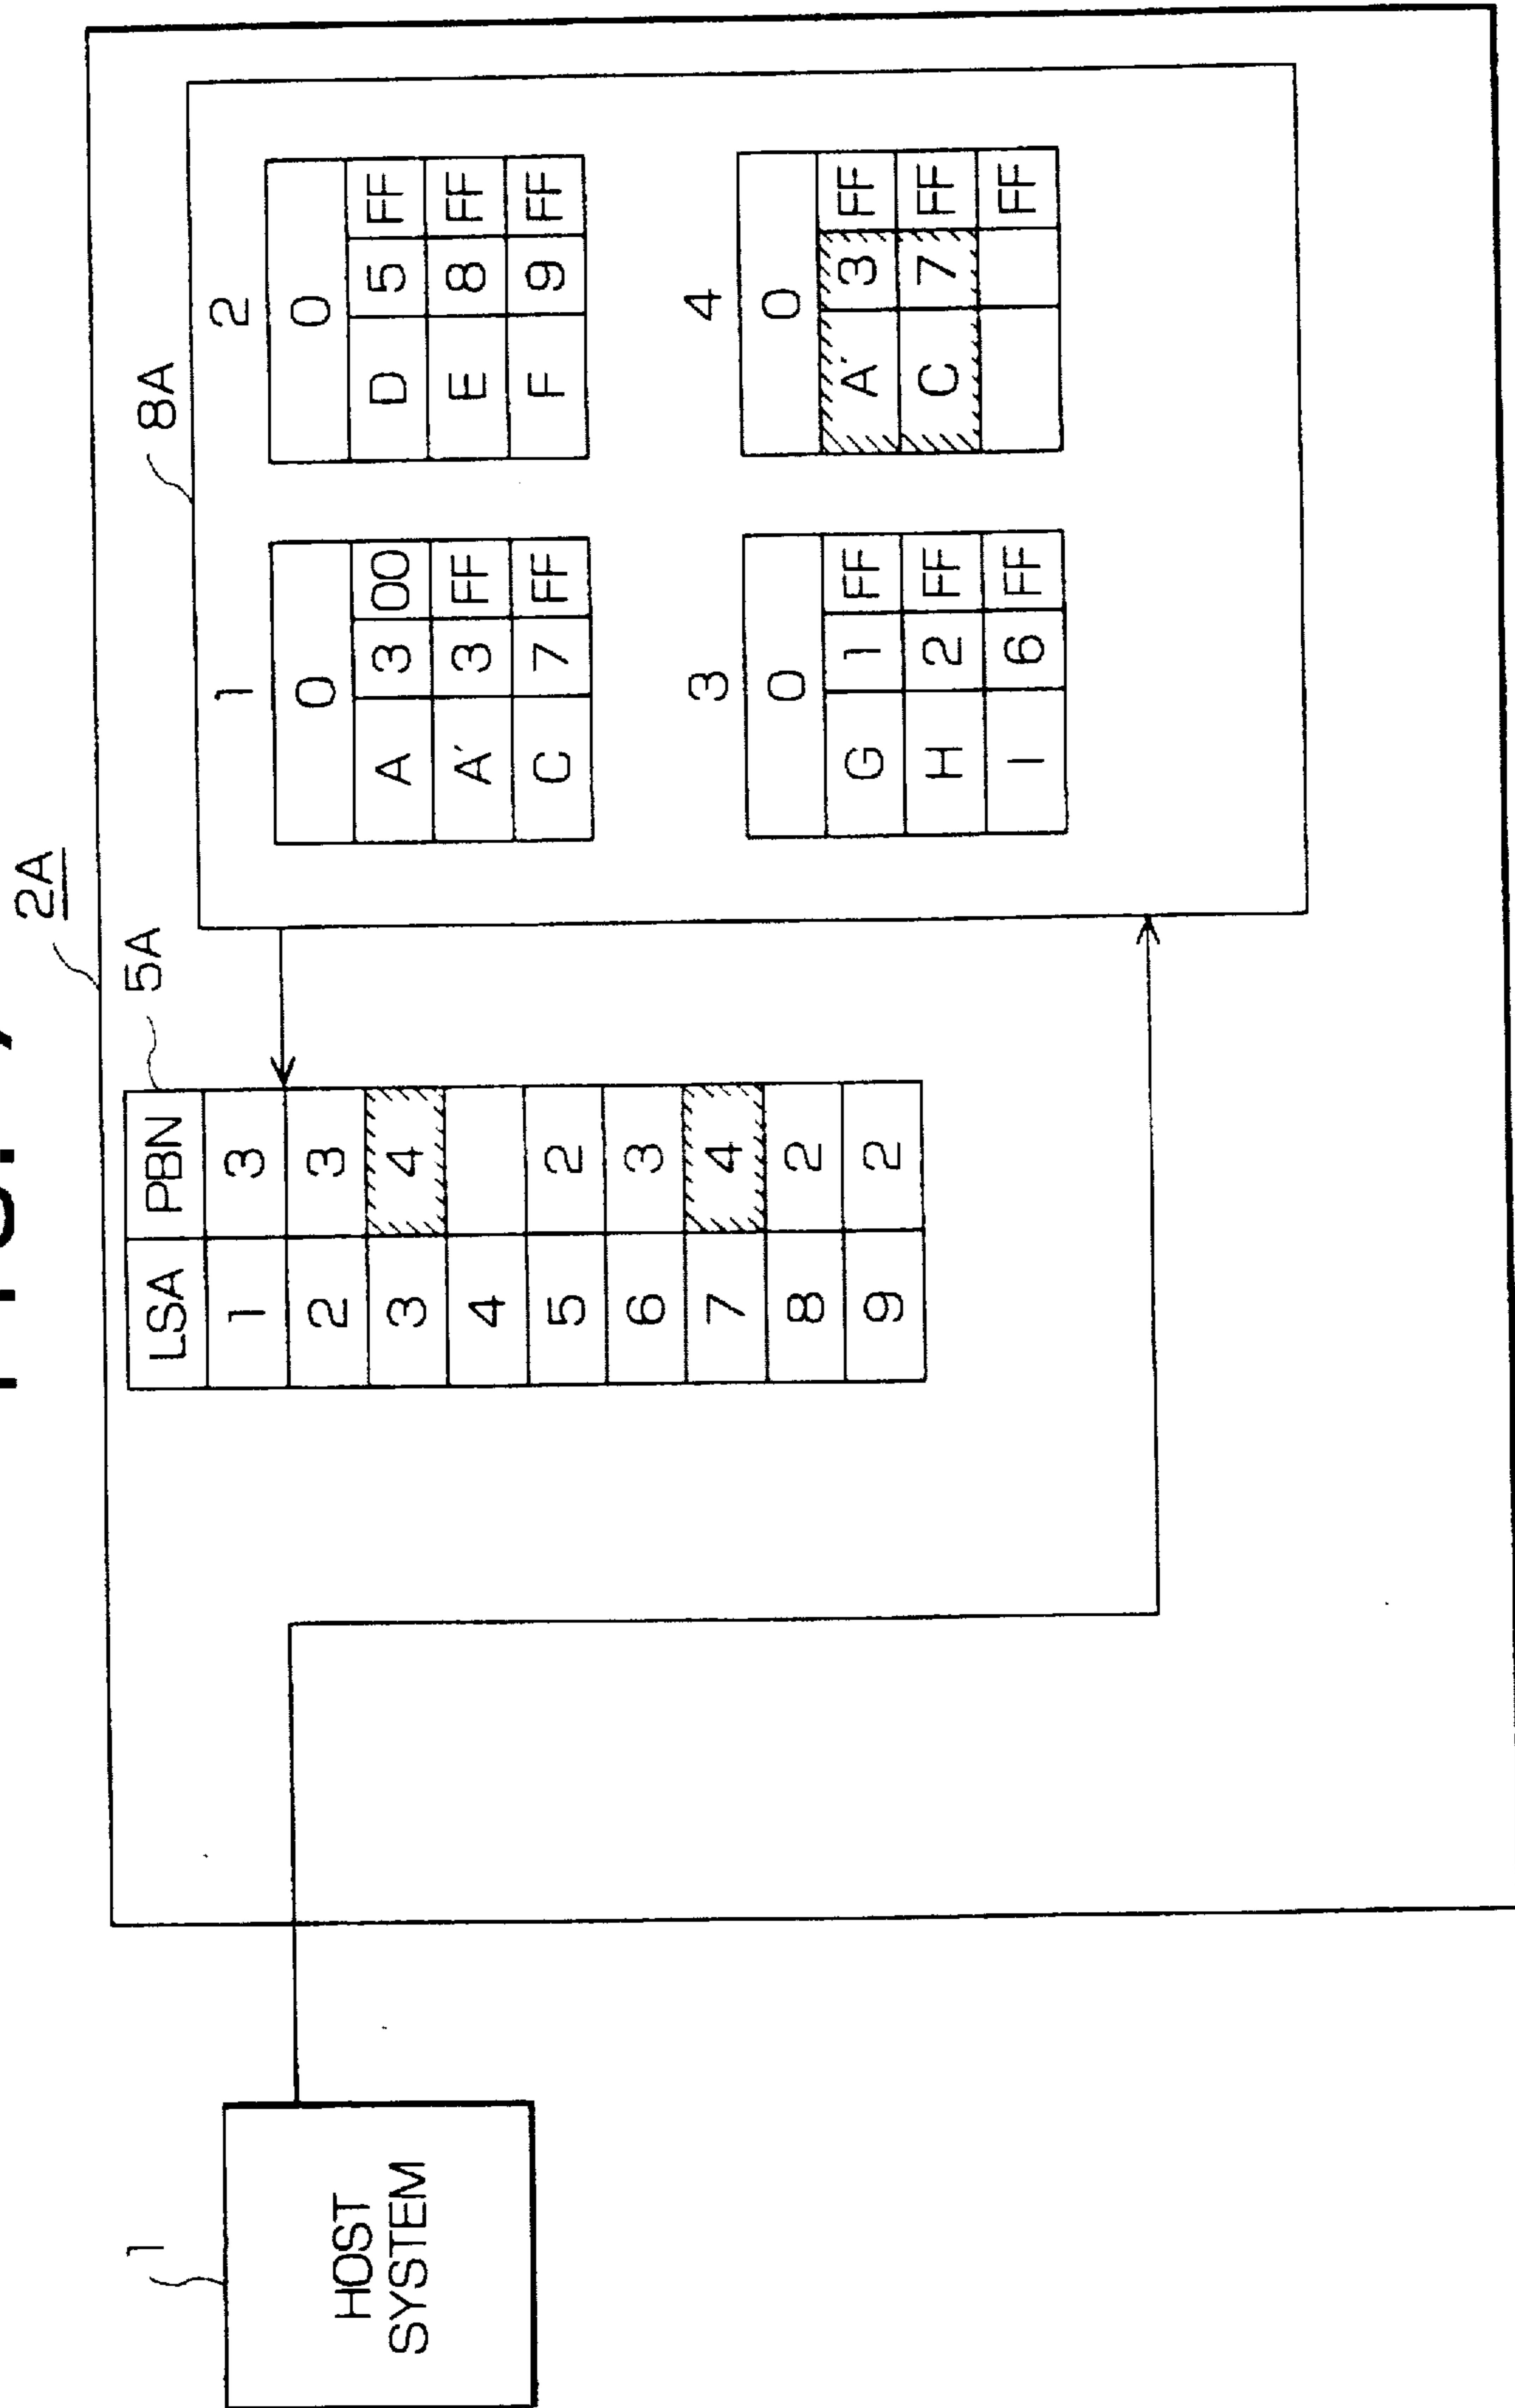 2A
1
HOST
SYSTEM
5A
LSA PBN
1 3
2 3
3 4
4
5 2
6 3
7 4
8 2
9 2
8A
1
0
A 3 00
A' 3 FF
C 7 FF
2
0
D 5 FF
E 8 FF
F 9 FF
3
0
G 1 FF
H 2 FF
I 6 FF
4
0
A' 3 FF
C 7 FF
FF